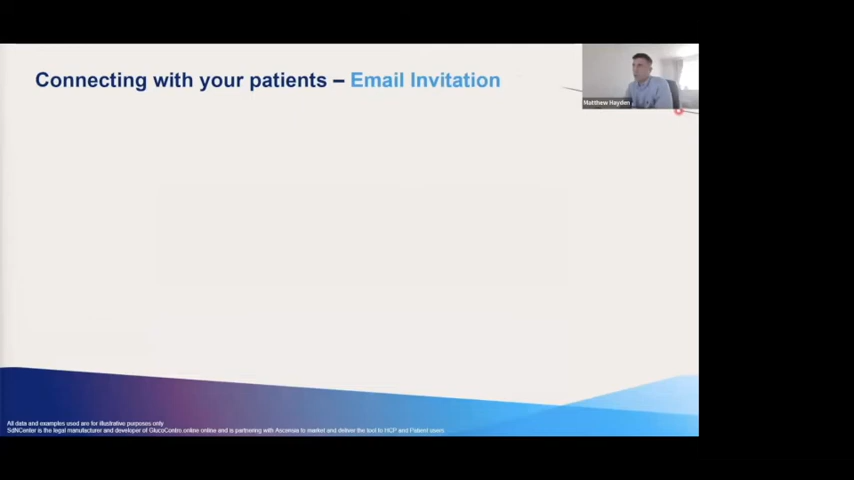 Connecting with your patients – Email Invitation
Matthew Hayden
All data and examples used are for illustrative purposes only
SdNCenter is the legal manufacturer and developer of GlucoContro online online and is partnering with Ascensia to market and deliver the tool to HCP and Patient users